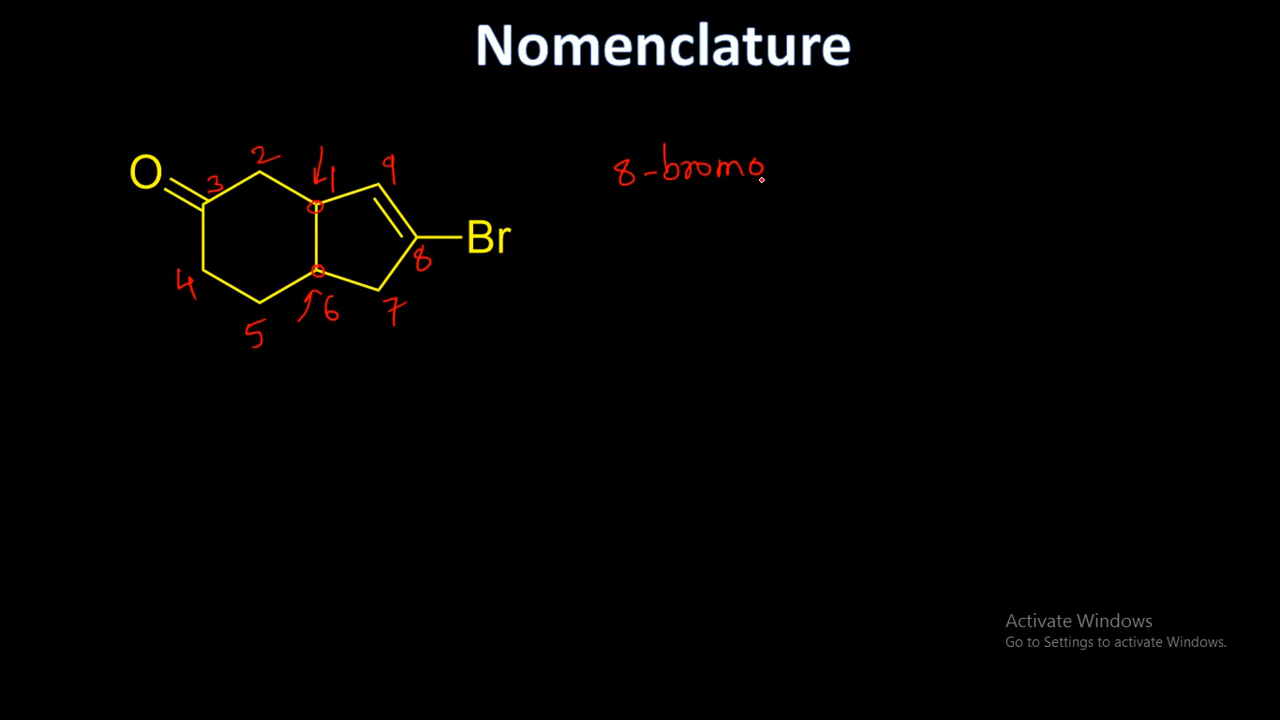 Nomenclature
2 1 9 8-bromo
O 3
Br
4 8
6 7
5
Activate Windows
Go to Settings to activate Windows.